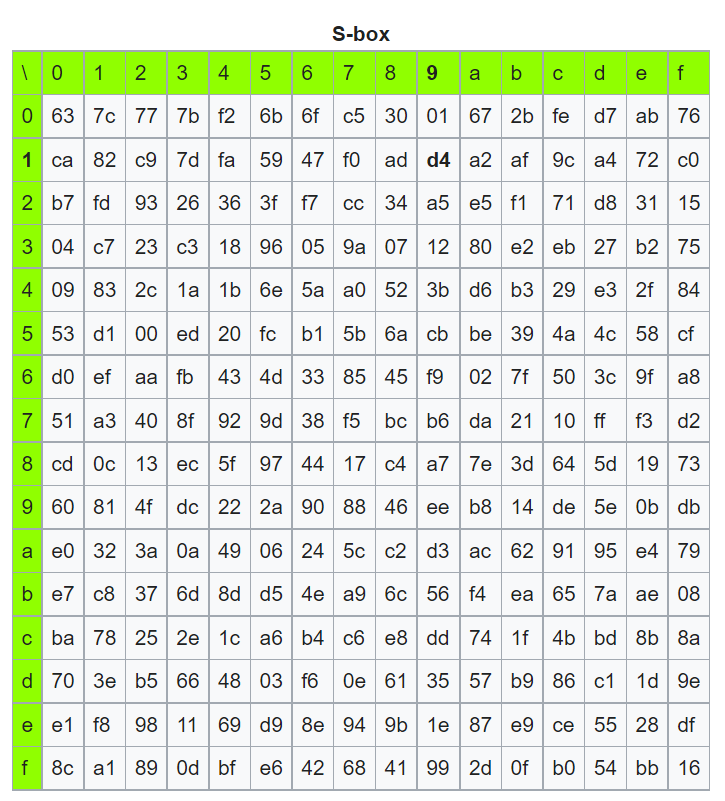 S-box
\ 0 1 2 3 4 5 6 7 8 9 a b c d e f
0 63 7c 77 7b f2 6b 6f c5 30 01 67 2b fe d7 ab 76
1 ca 82 c9 7d fa 59 47 f0 ad d4 a2 af 9c a4 72 c0
2 b7 fd 93 26 36 3f f7 cc 34 a5 e5 f1 71 d8 31 15
3 04 c7 23 c3 18 96 05 9a 07 12 80 e2 eb 27 b2 75
4 09 83 2c 1a 1b 6e 5a a0 52 3b d6 b3 29 e3 2f 84
5 53 d1 00 ed 20 fc b1 5b 6a cb be 39 4a 4c 58 cf
6 d0 ef aa fb 43 4d 33 85 45 f9 02 7f 50 3c 9f a8
7 51 a3 40 8f 92 9d 38 f5 bc b6 da 21 10 ff f3 d2
8 cd 0c 13 ec 5f 97 44 17 c4 a7 7e 3d 64 5d 19 73
9 60 81 4f dc 22 2a 90 88 46 ee b8 14 de 5e 0b db
a e0 32 3a 0a 49 06 24 5c c2 d3 ac 62 91 95 e4 79
b e7 c8 37 6d 8d d5 4e a9 6c 56 f4 ea 65 7a ae 08
c ba 78 25 2e 1c a6 b4 c6 e8 dd 74 1f 4b bd 8b 8a
d 70 3e b5 66 48 03 f6 0e 61 35 57 b9 86 c1 1d 9e
e e1 f8 98 11 69 d9 8e 94 9b 1e 87 e9 ce 55 28 df
f 8c a1 89 0d bf e6 42 68 41 99 2d 0f b0 54 bb 16